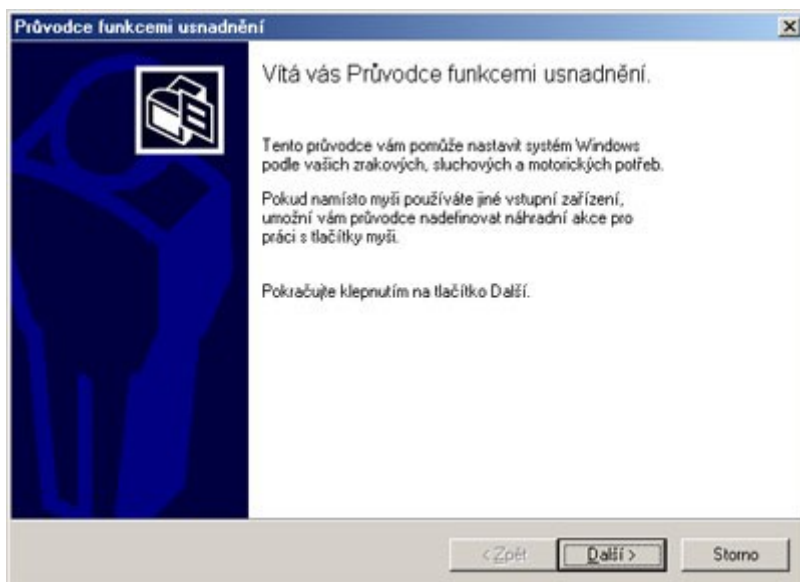 Průvodce funkcemi usnadnění
Vítá vás Průvodce funkcemi usnadnění.
Tento průvodce vám pomůže nastavit systém Windows
podle vašich zrakových, sluchových a motorických potřeb.
Pokud namísto myši používáte jiné vstupní zařízení,
umožní vám průvodce nadefinovat náhradní akce pro
práci s tlačítky myši.
Pokračujte klepnutím na tlačítko Další.
< Zpět
Další >
Storno